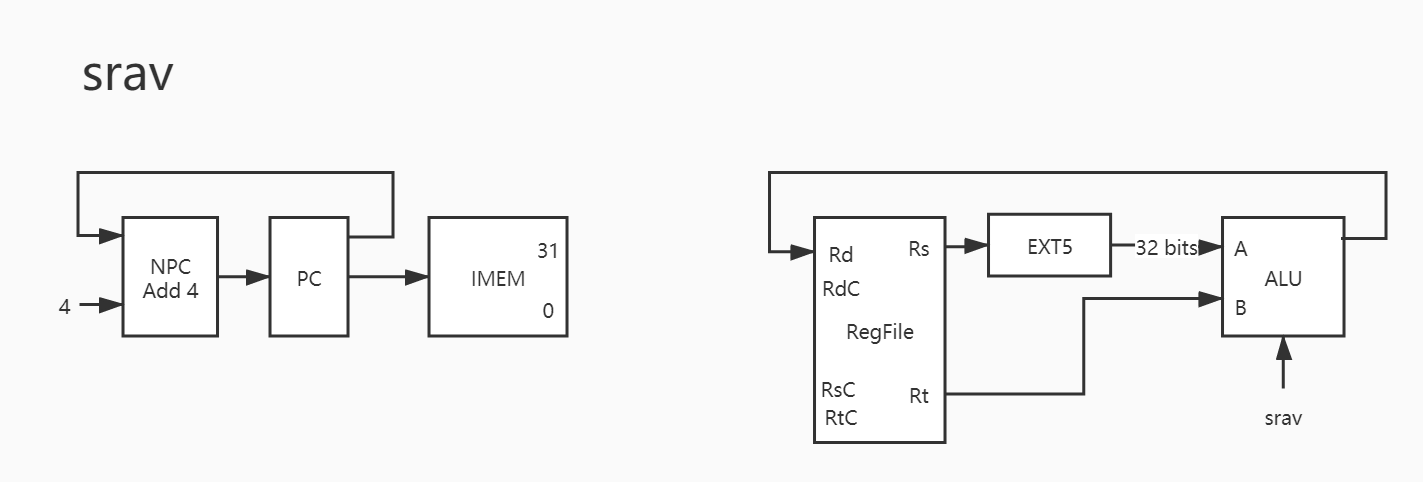 srav
NPC
Add 4
4
PC
IMEM
31
0
Rd
RdC
RegFile
RsC
RtC
Rs
Rt
EXT5
32 bits
A
B
ALU
srav